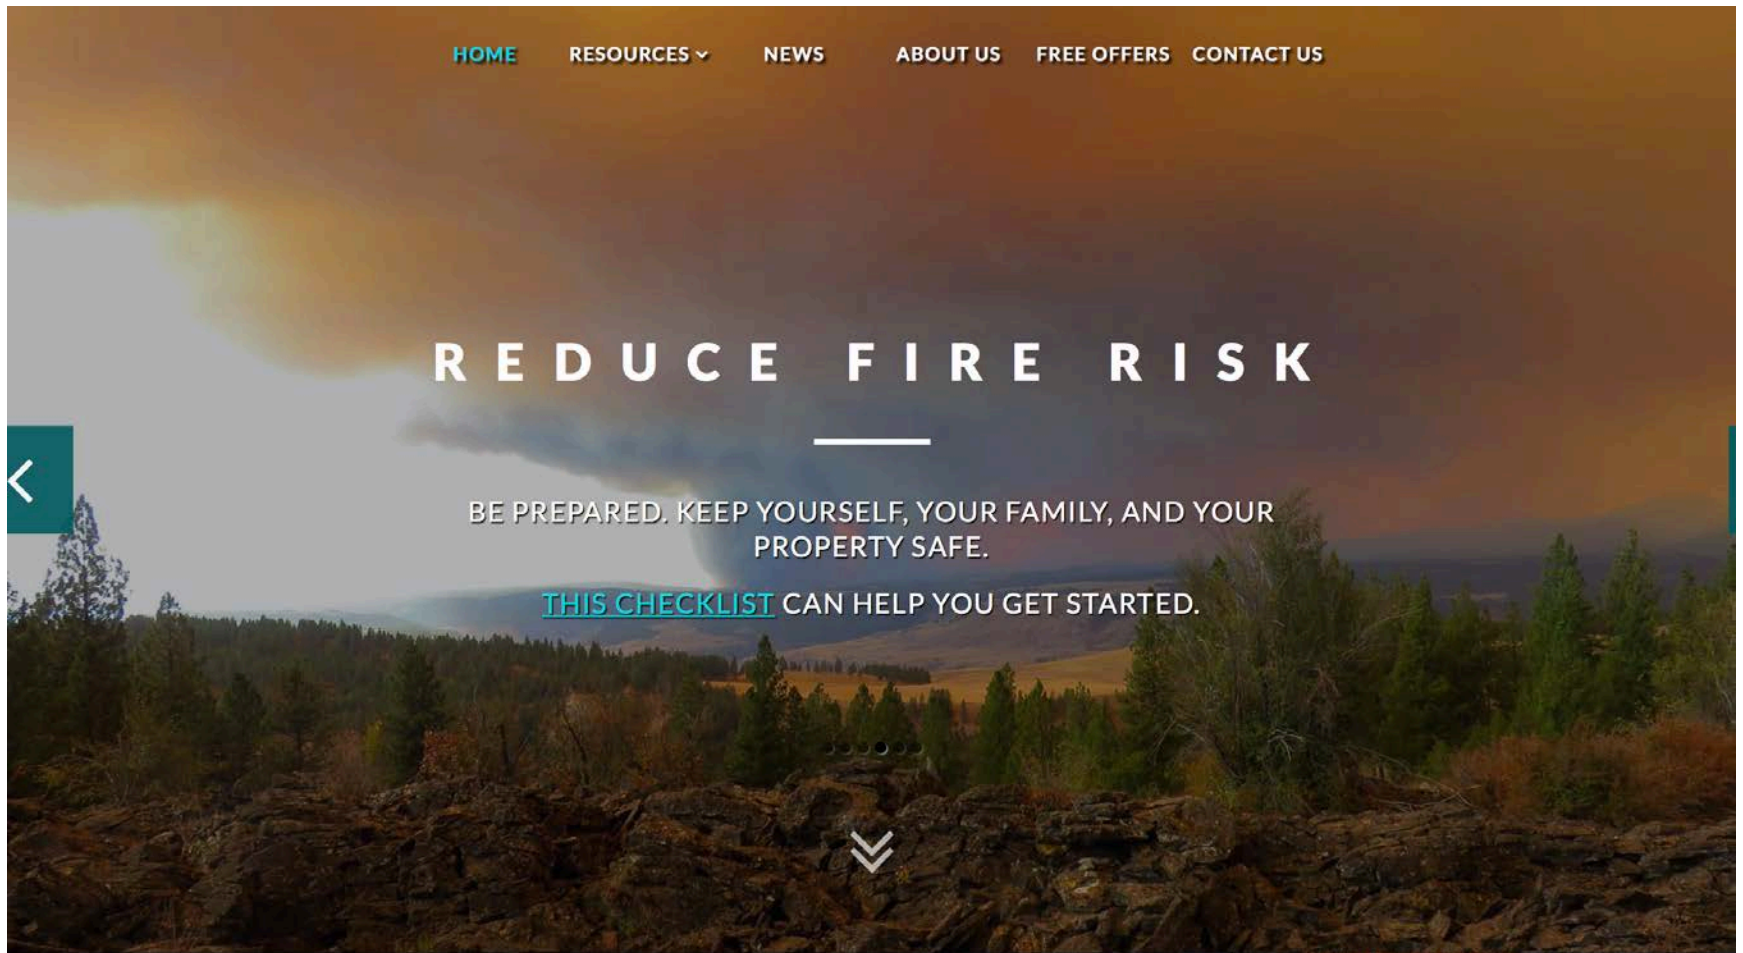 HOME RESOURCES NEWS ABOUT US FREE OFFERS CONTACT US
REDUCE FIRE RISK
BE PREPARED. KEEP YOURSELF, YOUR FAMILY, AND YOUR
PROPERTY SAFE.
THIS CHECKLIST CAN HELP YOU GET STARTED.